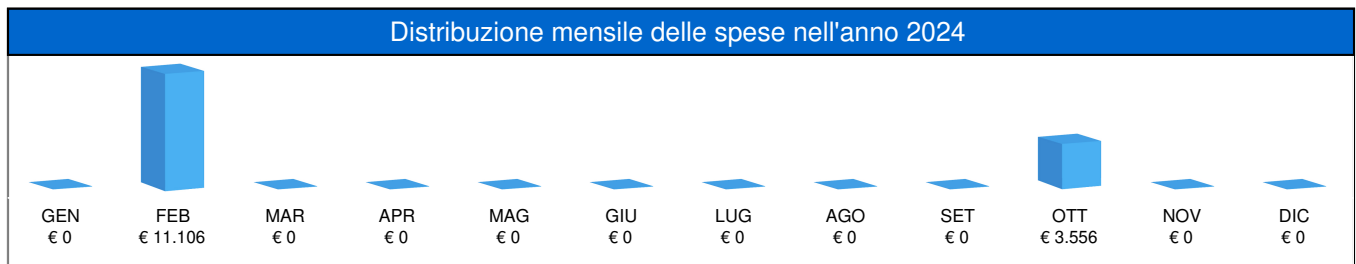 Distribuzione mensile delle spese nell'anno 2024
GEN FEB MAR APR MAG GIU LUG AGO SET OTT NOV DIC
€ 0 € 11.106 € 0 € 0 € 0 € 0 € 0 € 0 € 0 € 3.556 € 0 € 0